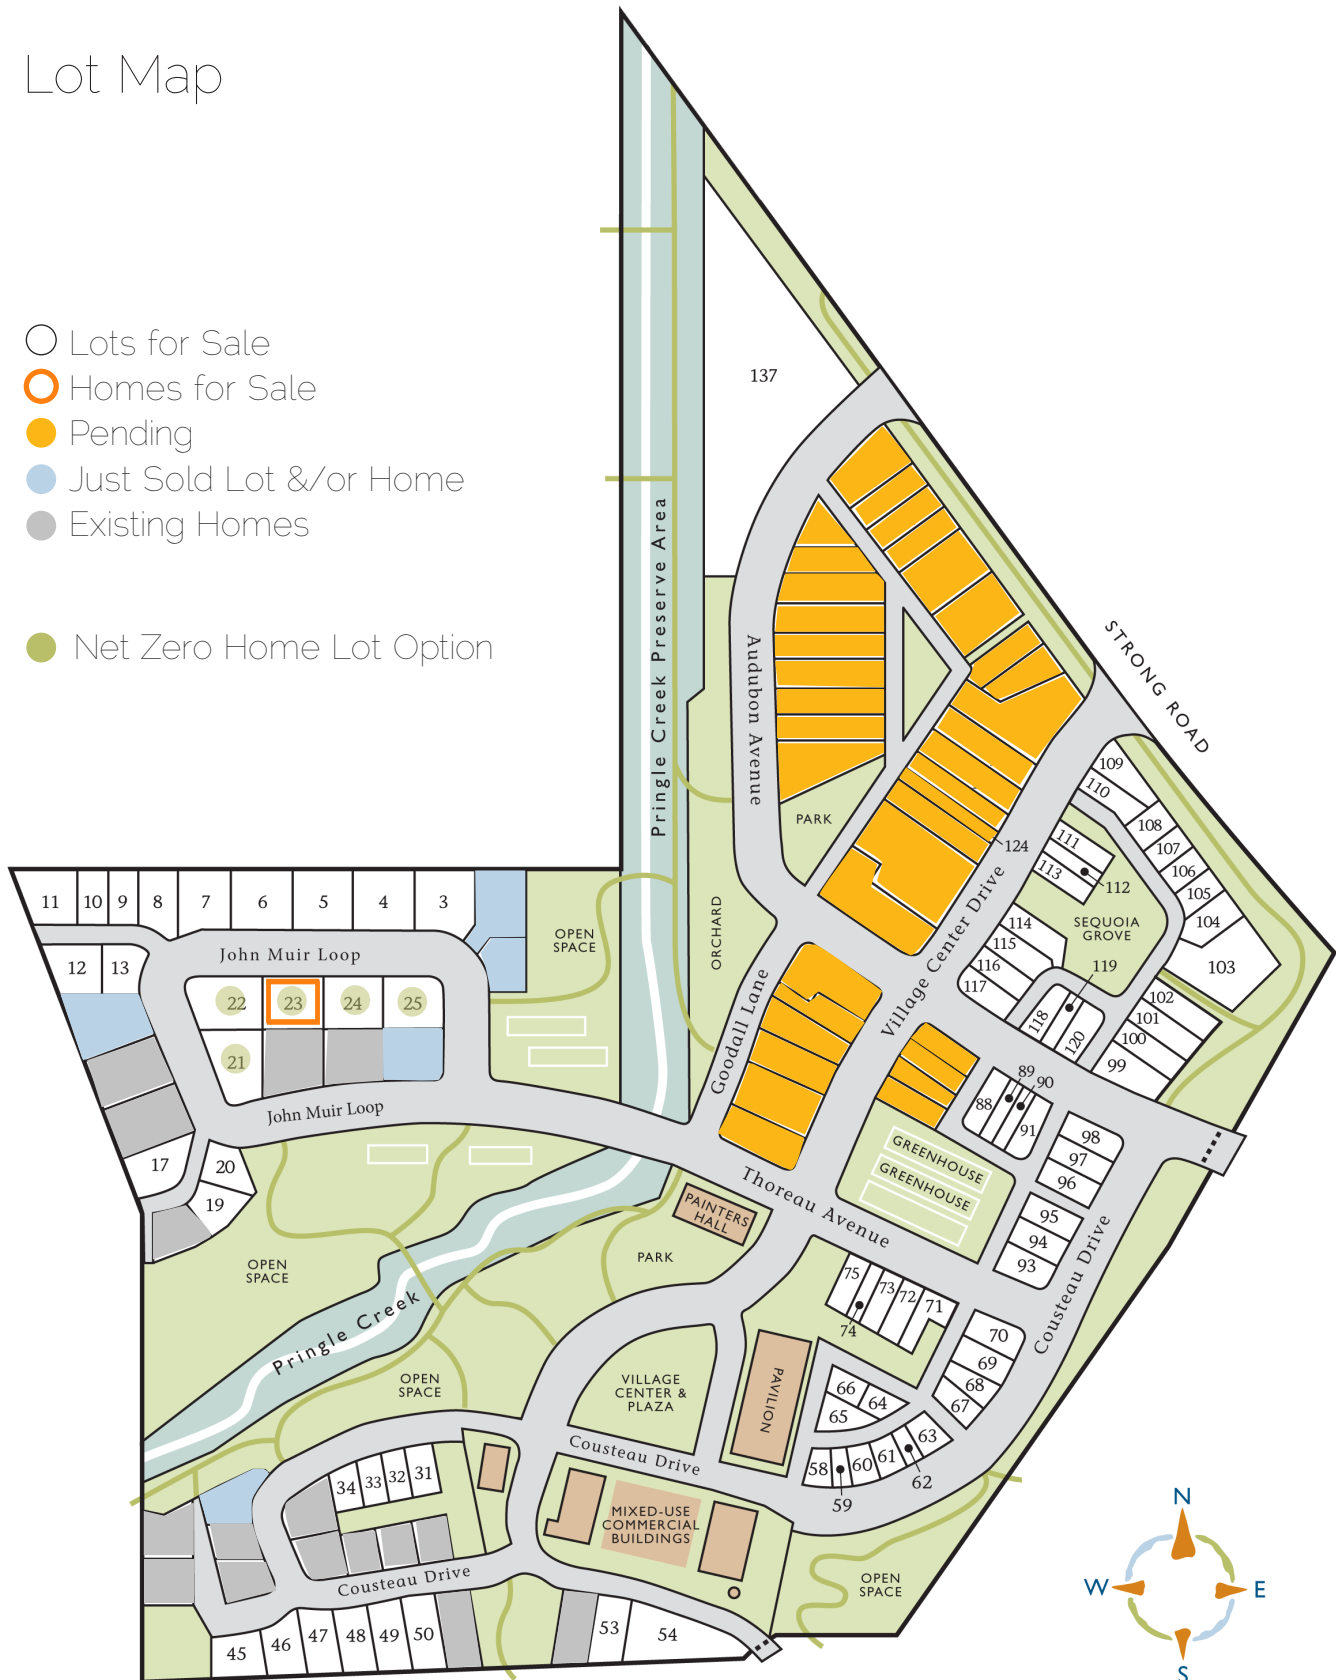 Lot Map
Lots for Sale
Homes for Sale
Pending
Just Sold Lot &/or Home
Existing Homes
Net Zero Home Lot Option
137
Pringle Creek Preserve Area
Audubon Avenue
STRONG ROAD
PARK
ORCHARD
124
Village Center Drive
109
110
108
107
106
105
104
103
111
113
112
SEQUOIA
GROVE
114
115
116
117
119
118
120
102
101
100
99
11
10
9
8
7
6
5
4
3
OPEN
SPACE
John Muir Loop
12
13
22
23
24
25
21
John Muir Loop
17
20
19
Goodall Lane
89
90
88
91
98
97
96
95
94
93
GREENHOUSE
GREENHOUSE
Thoreau Avenue
PAINTERS
HALL
PARK
Cousteau Drive
OPEN
SPACE
Pringle Creek
75
73
72
71
74
70
69
68
67
66
64
65
63
58
60
61
62
59
PAVILION
VILLAGE
CENTER &
PLAZA
OPEN
SPACE
Cousteau Drive
34
33
32
31
MIXED-USE
COMMERCIAL
BUILDINGS
Cousteau Drive
OPEN
SPACE
45
46
47
48
49
50
53
54
N
W
E
S